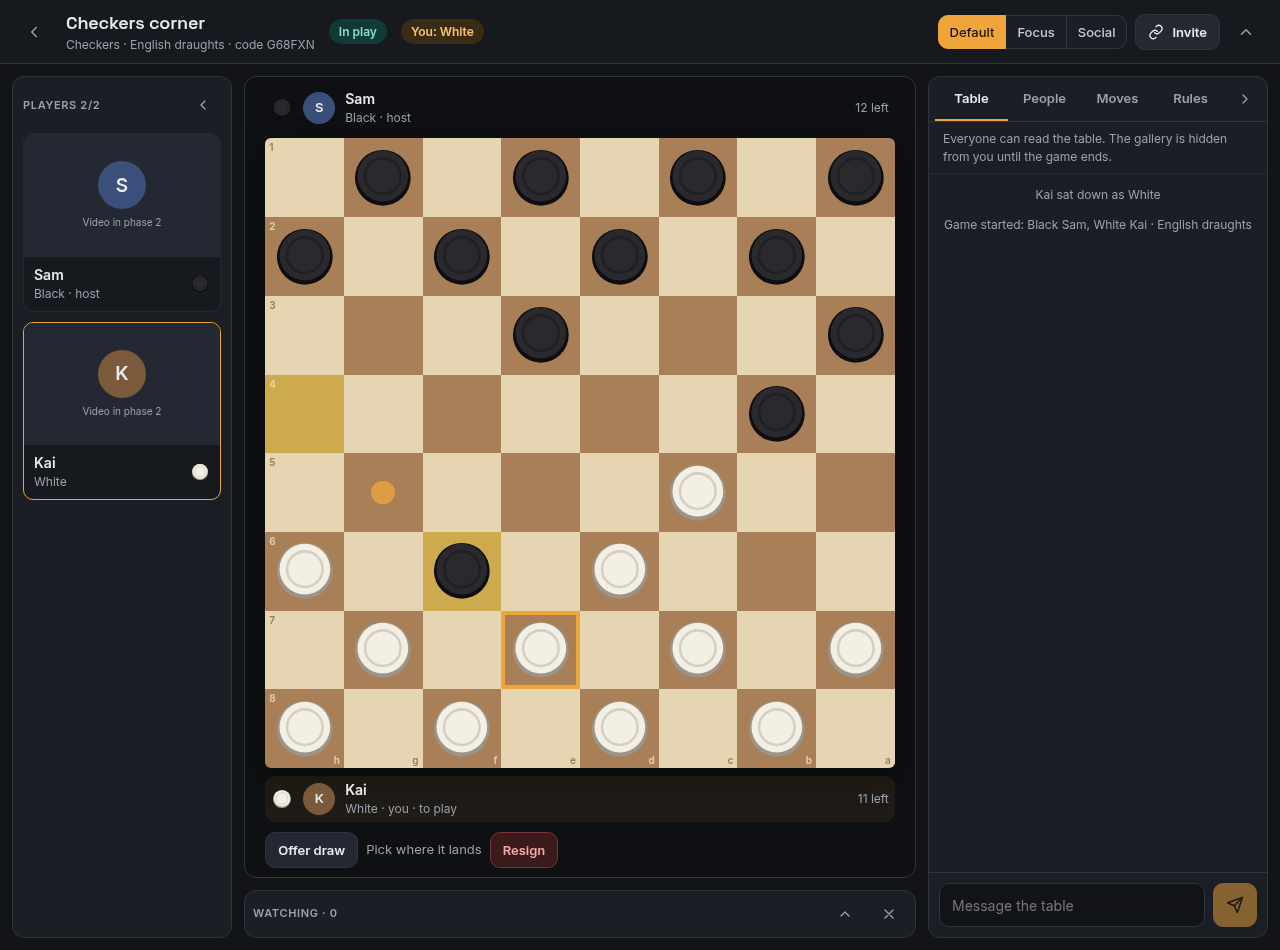 Checkers corner
Checkers · English draughts · code G68FXN
In play
You: White
Default
Focus
Social
Invite
PLAYERS 2/2
S
Video in phase 2
Sam
Black · host
K
Video in phase 2
Kai
White
S
Sam
Black · host
12 left
1
2
3
4
5
6
7
8
h
g
f
e
d
c
b
a
K
Kai
White · you · to play
11 left
Offer draw
Pick where it lands
Resign
WATCHING · 0
Table
People
Moves
Rules
Everyone can read the table. The gallery is hidden
from you until the game ends.
Kai sat down as White
Game started: Black Sam, White Kai · English draughts
Message the table